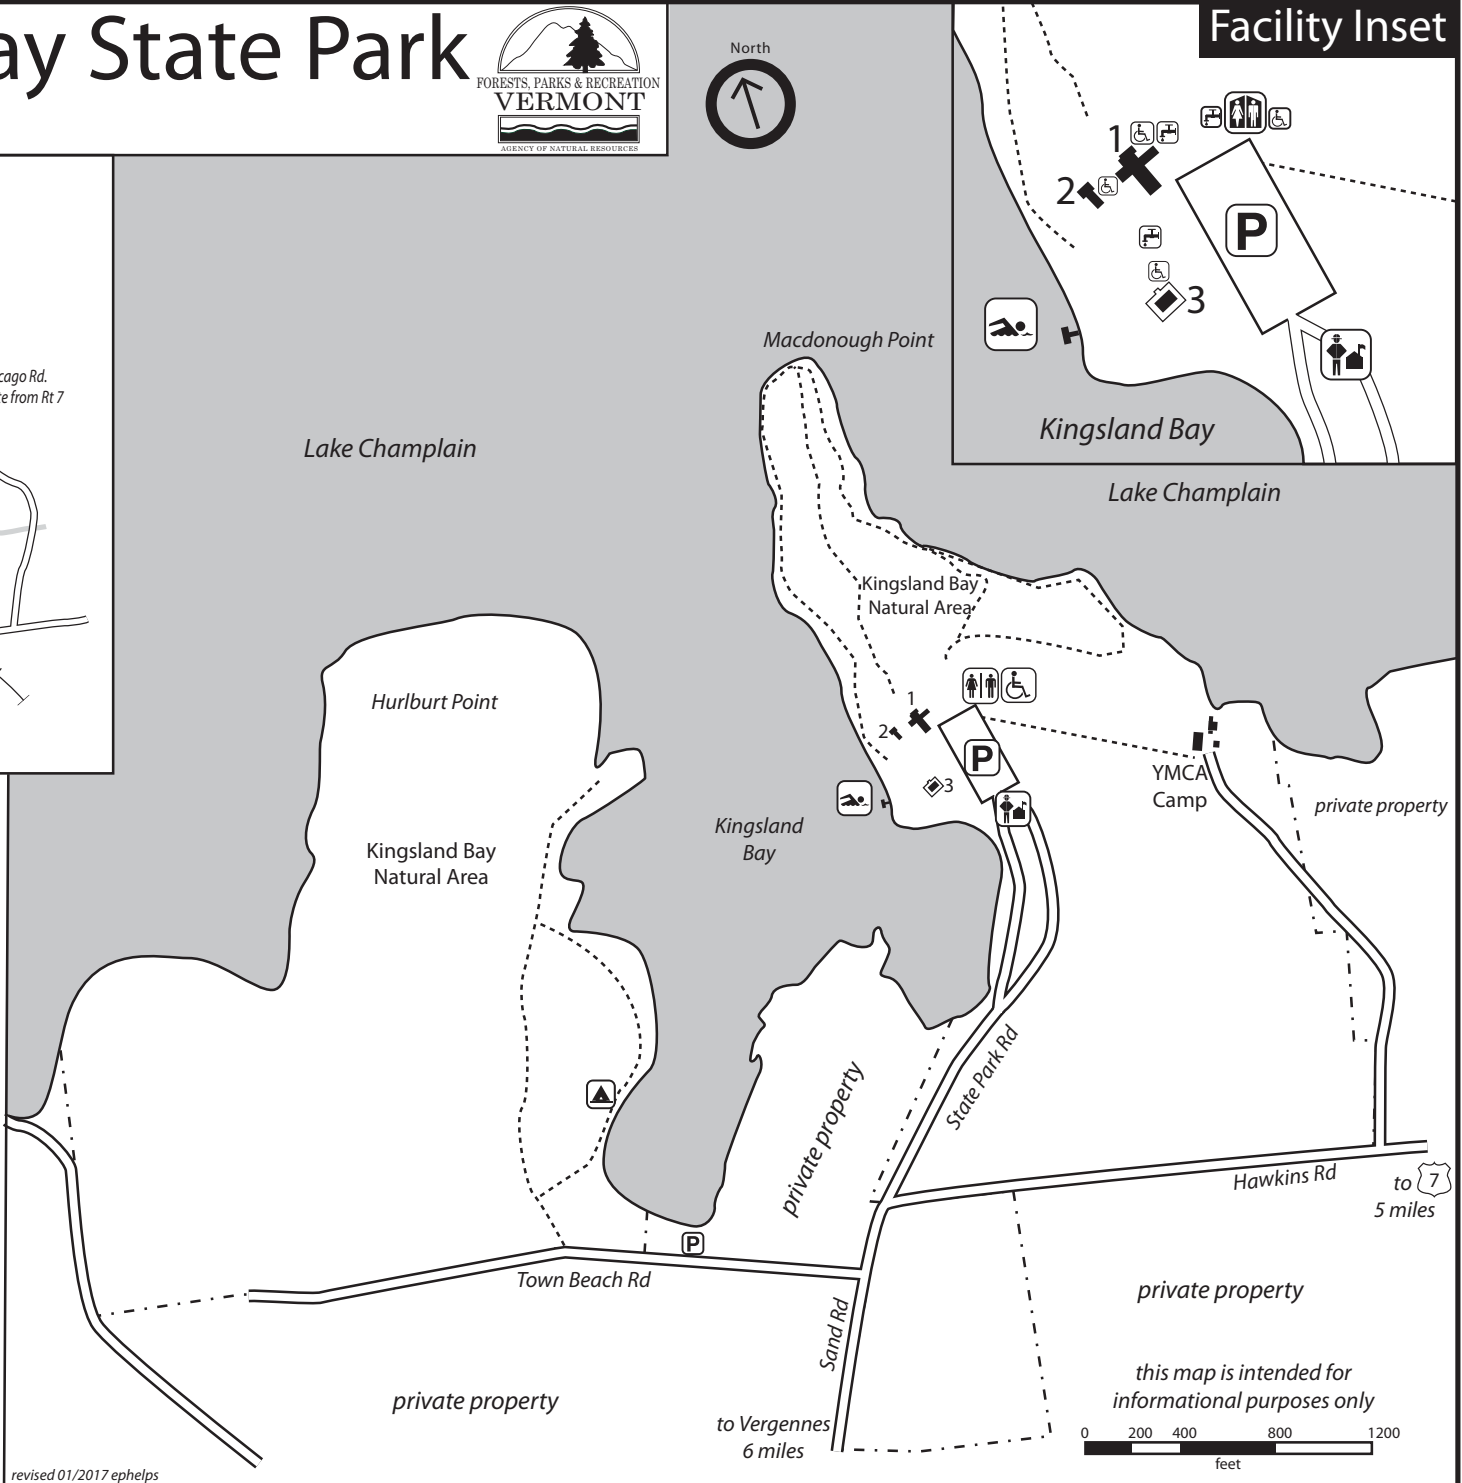 ay State Park
FORESTS, PARKS & RECREATION
VERMONT
AGENCY OF NATURAL RESOURCES
North
Facility Inset
1
2
P
3
Kingsland Bay
cago Rd.
te from Rt 7
Macdonough Point
Lake Champlain
Lake Champlain
Kingsland Bay
Natural Area
Hurlburt Point
1
2
P
3
YMCA
Camp
private property
Kingsland
Bay
Kingsland Bay
Natural Area
State Park Rd
private property
Hawkins Rd
to 7
5 miles
P
Town Beach Rd
Sand Rd
private property
private property
this map is intended for
informational purposes only
to Vergennes
6 miles
0 200 400 800 1200
feet
revised 01/2017 ephelps